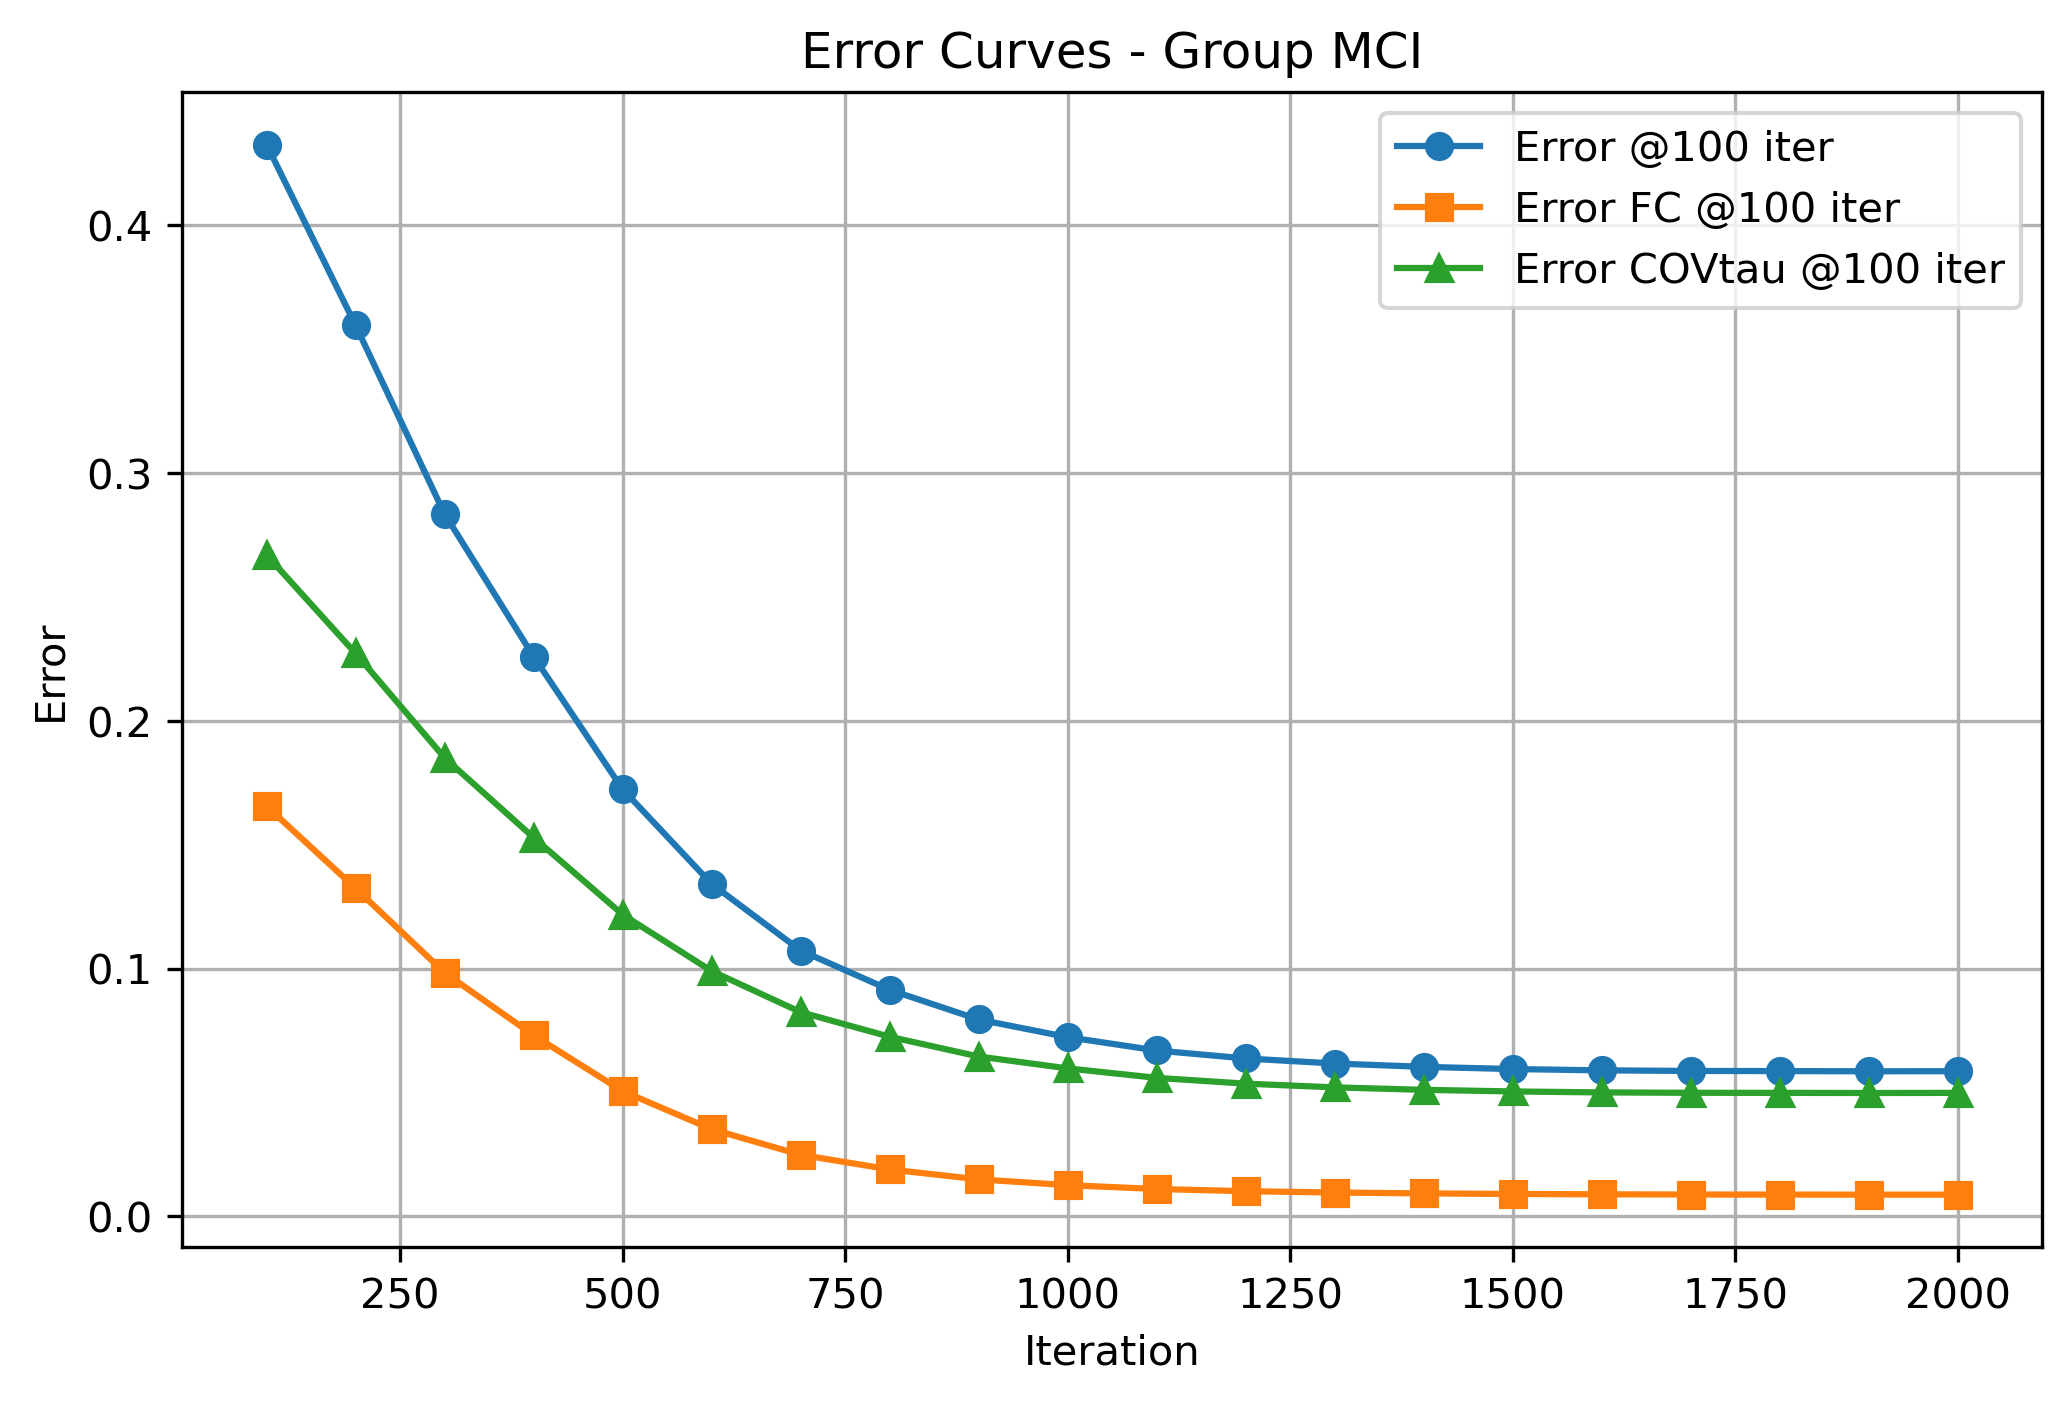 Error Curves - Group MCI
Error @100 iter
Error FC @100 iter
Error COVtau @100 iter
Error
0.4
0.3
0.2
0.1
0.0
250 500 750 1000 1250 1500 1750 2000
Iteration